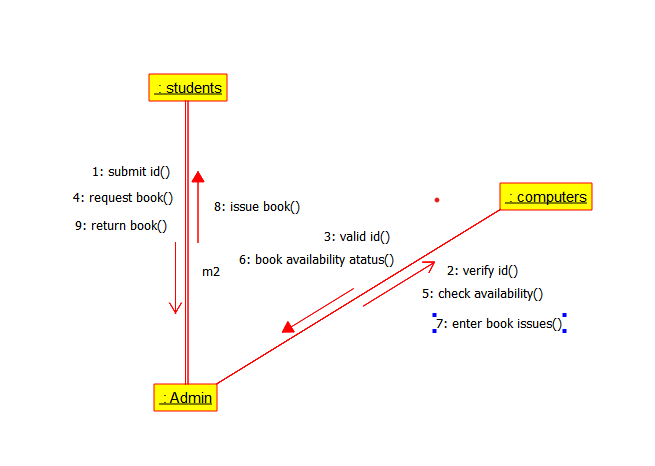 : students
1: submit id()
4: request book()
8: issue book()
9: return book()
: computers
3: valid id()
6: book availability atatus()
m2
2: verify id()
5: check availability()
7: enter book issues()
: Admin